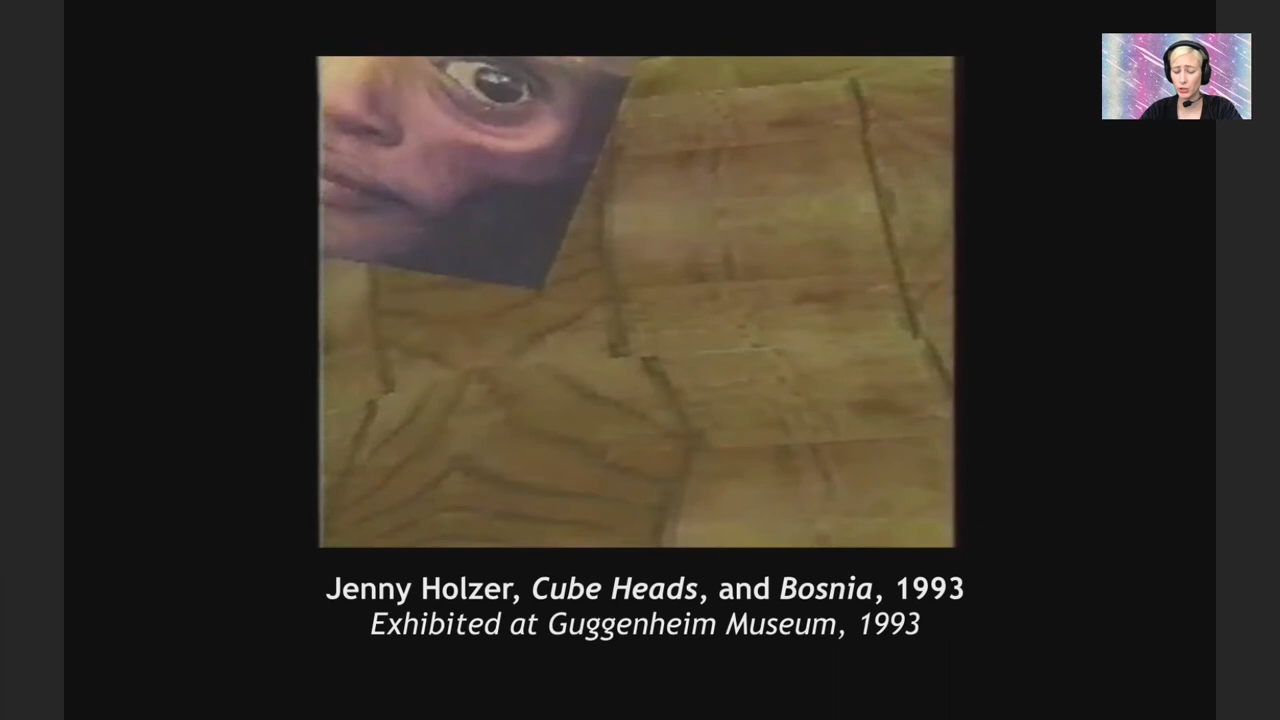 Jenny Holzer, Cube Heads, and Bosnia, 1993
Exhibited at Guggenheim Museum, 1993